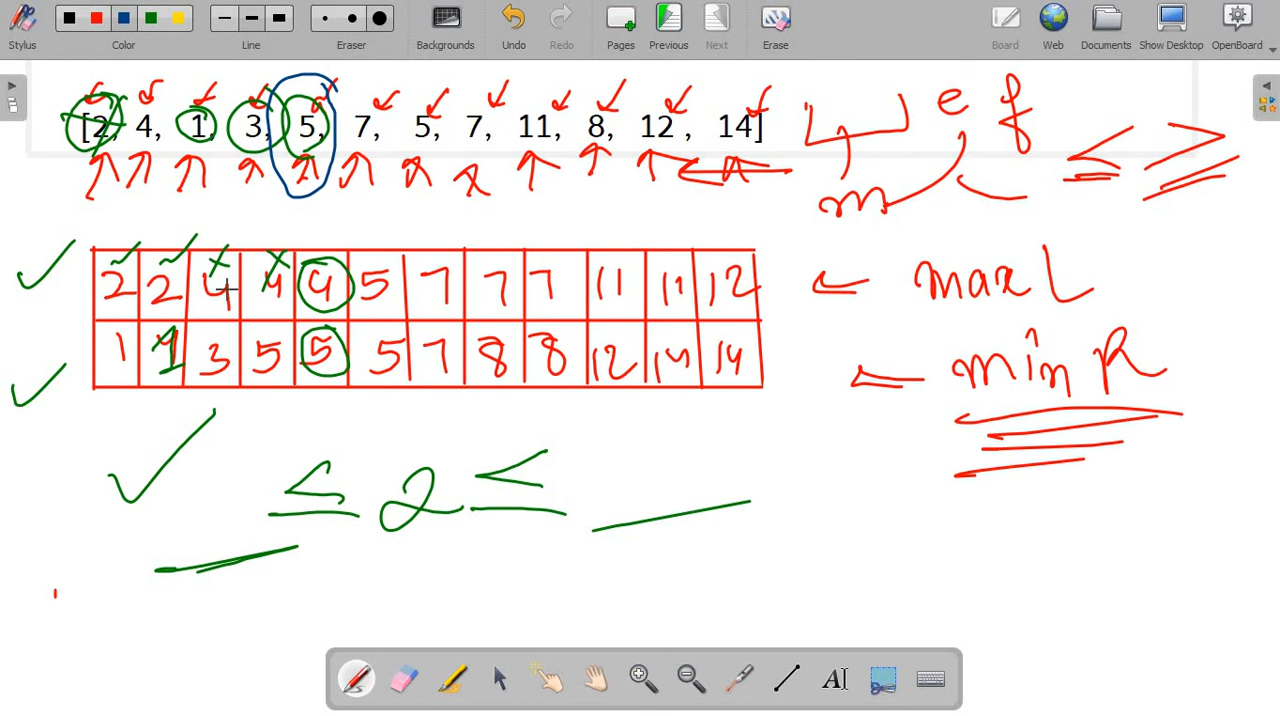 Stylus Color Line Eraser Backgrounds Undo Redo Pages Previous Next Erase Board Web Documents Show Desktop OpenBoard
[2, 4, 1, 3, 5, 7, 5, 7, 11, 8, 12 , 14] e f
m ≤ ≥
2 2 4 4 4 5 7 7 7 11 11 12 ← max L
1 1 3 5 5 5 7 8 8 12 14 14 ← min R
≤ 2 ≤